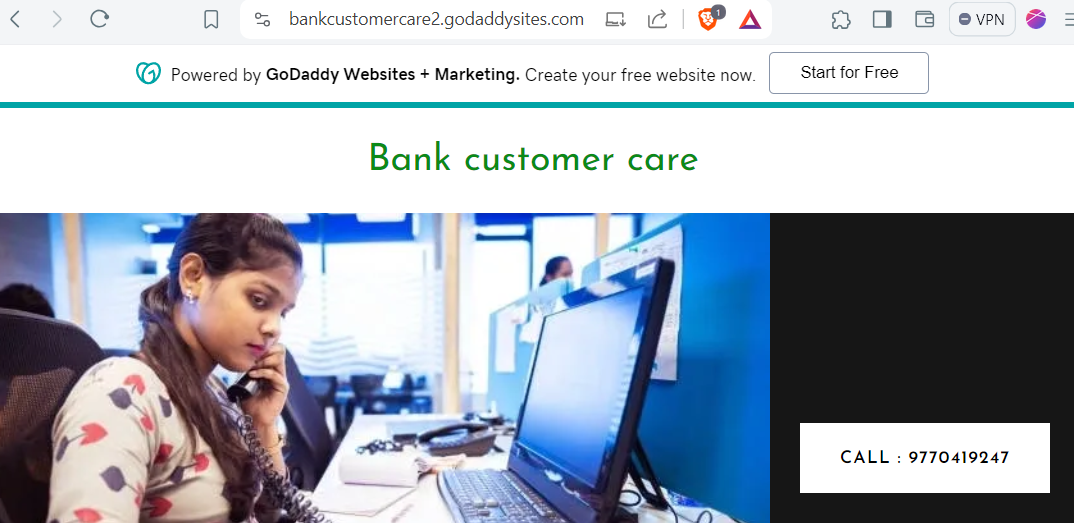 bankcustomercare2.godaddysites.com
1
VPN
Powered by GoDaddy Websites + Marketing. Create your free website now.
Start for Free
Bank customer care
CALL : 9770419247